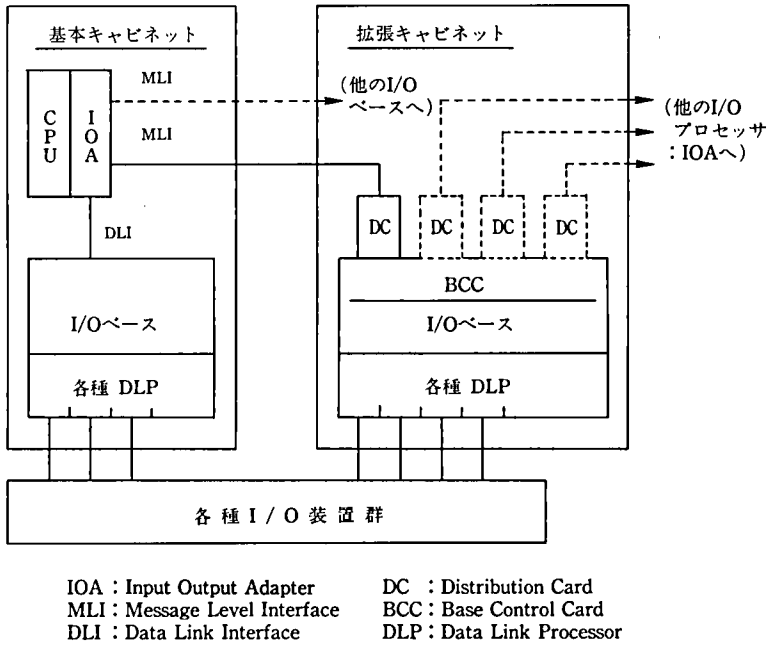 基本キャビネット
拡張キャビネット
CPU
IOA
MLI
MLI
DLI
(他のI/O
ベースへ)
(他のI/O
プロセッサ
:IOAへ)
DC
DC
DC
DC
I/Oベース
各種 DLP
BCC
I/Oベース
各種 DLP
各種I/O装置群
IOA:Input Output Adapter
MLI:Message Level Interface
DLI:Data Link Interface
DC :Distribution Card
BCC:Base Control Card
DLP:Data Link Processor